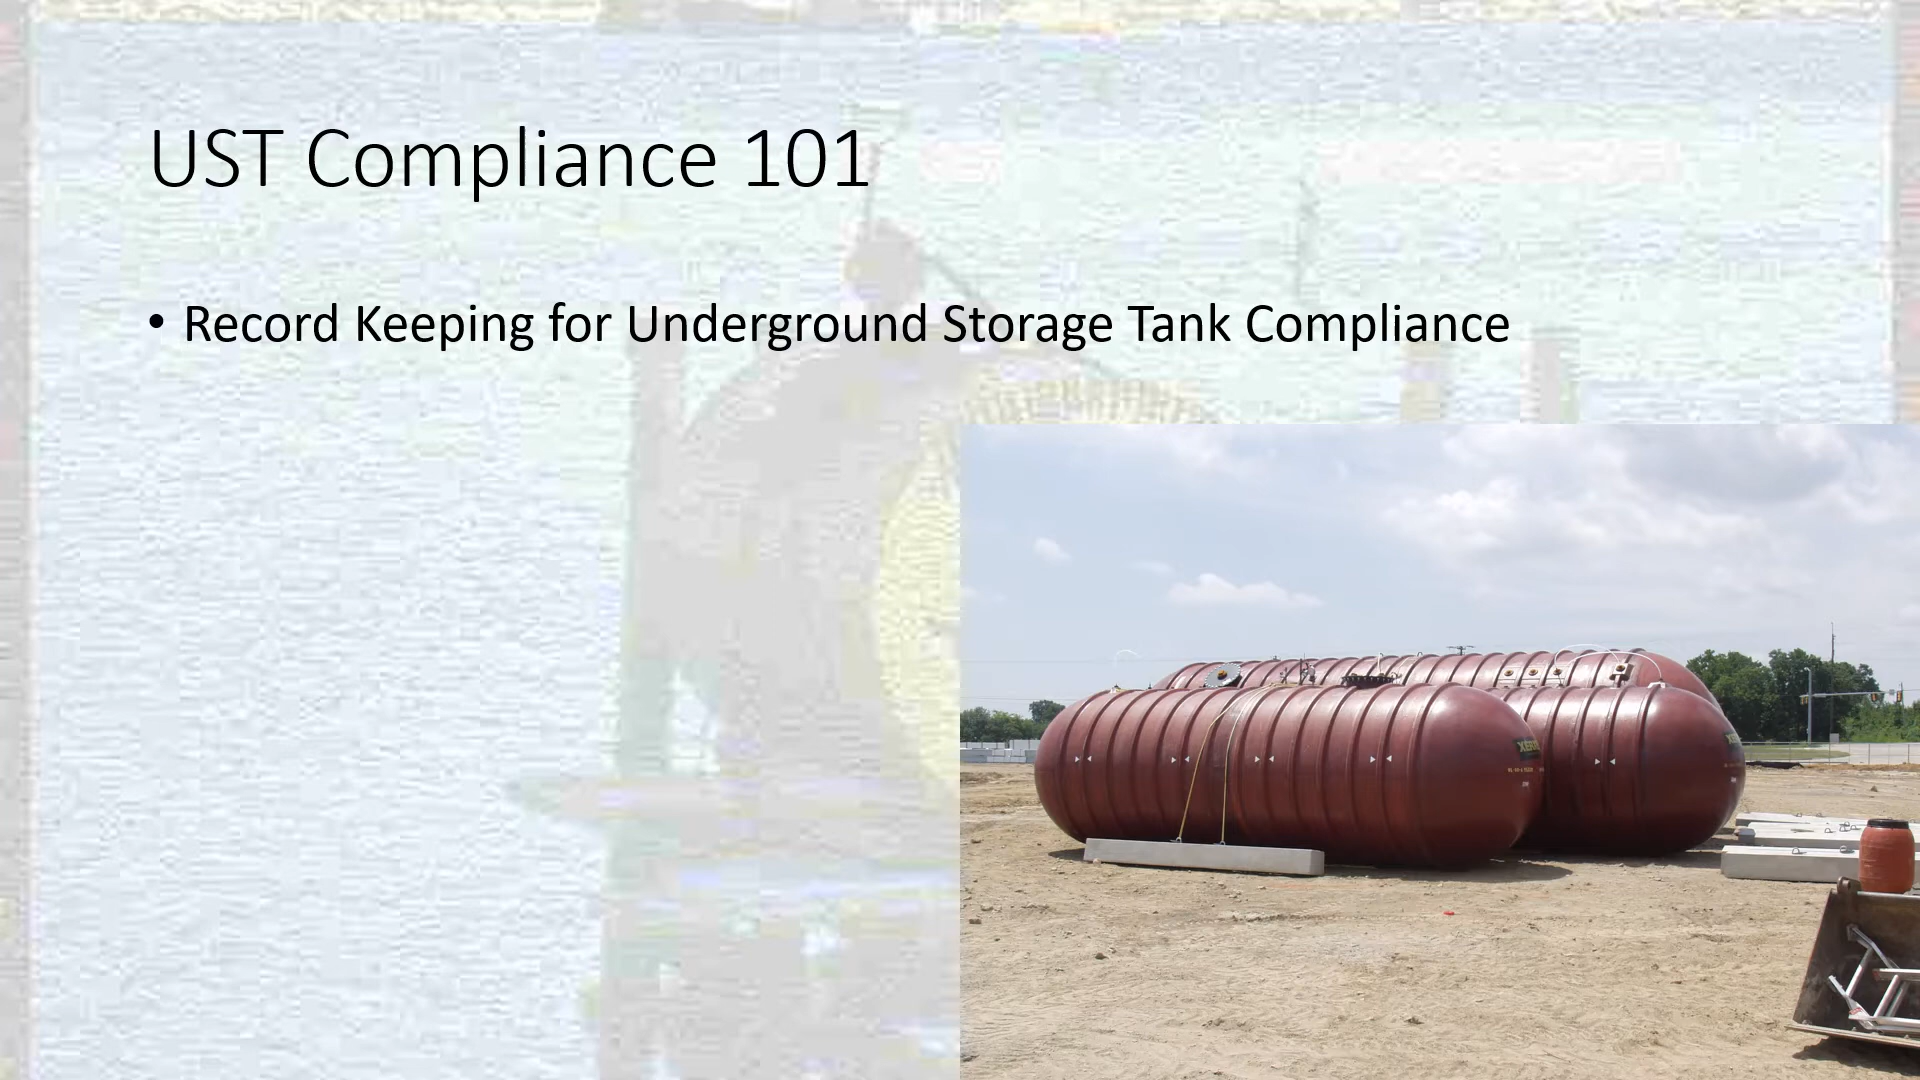 UST Compliance 101
• Record Keeping for Underground Storage Tank Compliance